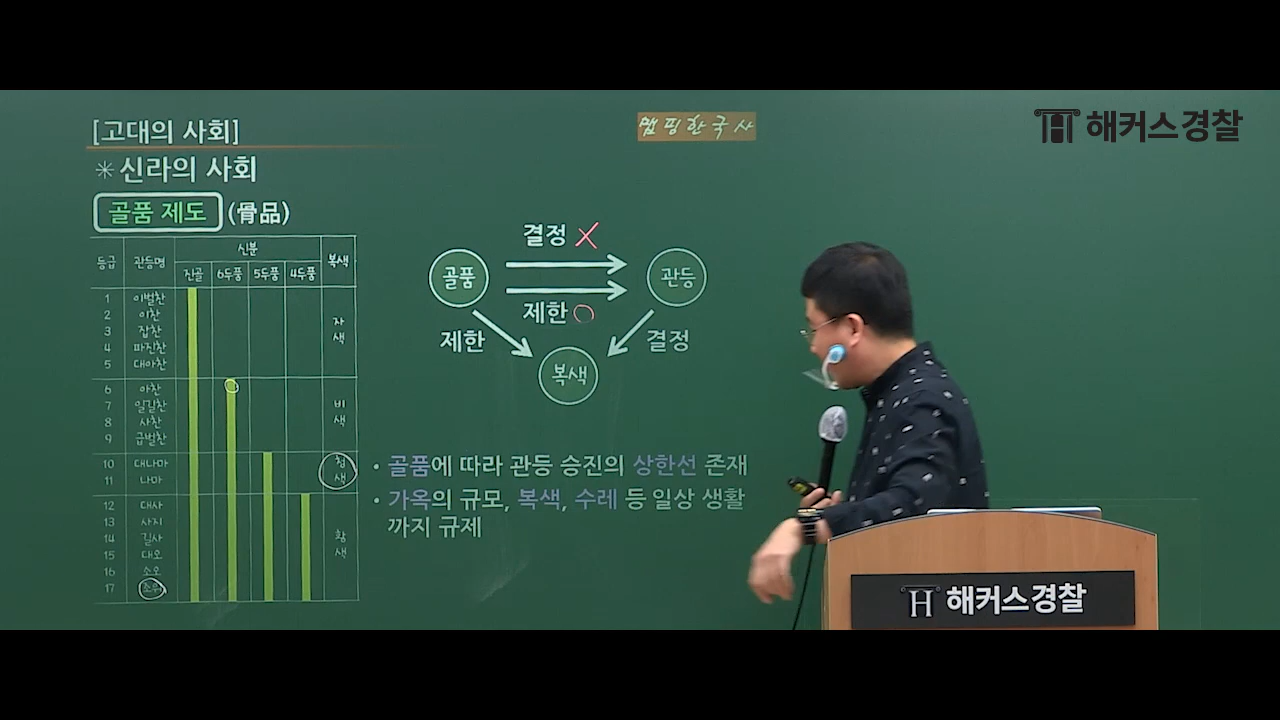 [고대의 사회]
맵핑한국사
해커스경찰
✳신라의 사회
골품 제도 (骨品)
등급 관등명 신분 복색
진골 6두품 5두품 4두품
1 이벌찬
2 이찬
3 잡찬
4 파진찬
5 대아찬
자색
6 아찬
7 일길찬
8 사찬
9 급벌찬
비색
10 대나마
11 나마
청색
12 대사
13 사지
14 길사
15 대오
16 소오
17 조위
황색
결정 X
골품 관등
제한 ○
제한 결정
복색
• 골품에 따라 관등 승진의 상한선 존재
• 가옥의 규모, 복색, 수레 등 일상 생활
까지 규제
해커스경찰